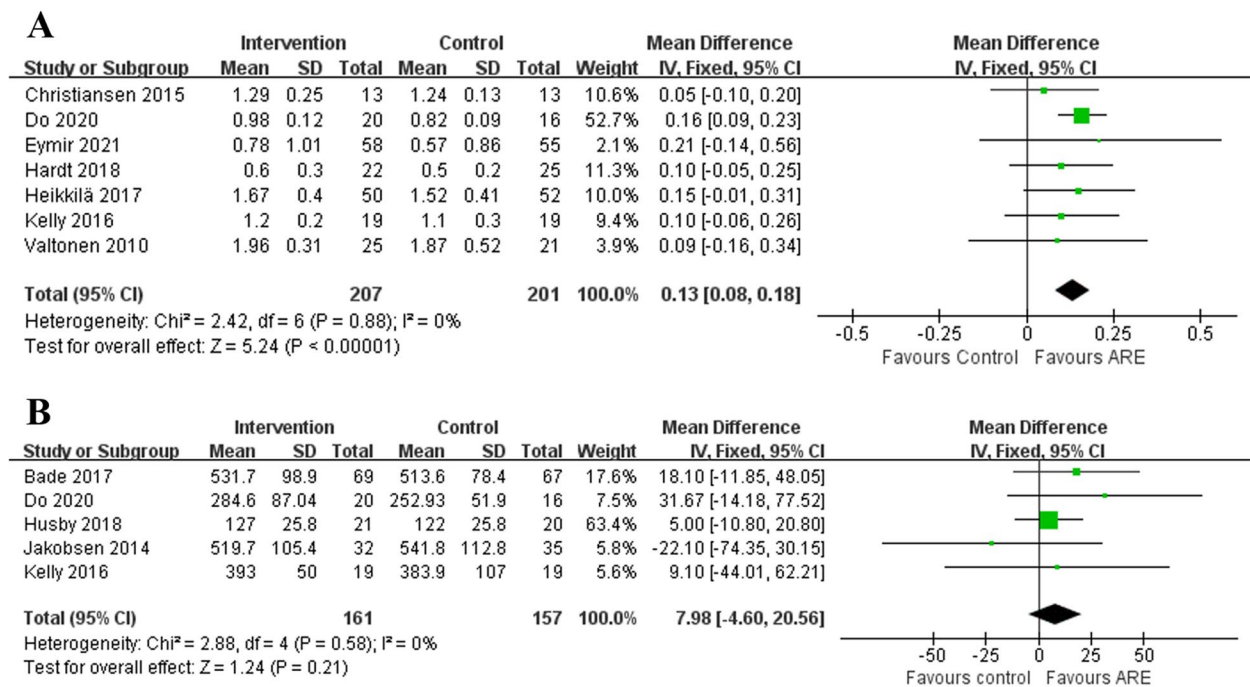 A
Intervention Control Mean Difference Mean Difference
Study or Subgroup Mean SD Total Mean SD Total Weight IV, Fixed, 95% CI IV, Fixed, 95% CI
Christiansen 2015 1.29 0.25 13 1.24 0.13 13 10.6% 0.05 [-0.10, 0.20]
Do 2020 0.98 0.12 20 0.82 0.09 16 52.7% 0.16 [0.09, 0.23]
Eymir 2021 0.78 1.01 58 0.57 0.86 55 2.1% 0.21 [-0.14, 0.56]
Hardt 2018 0.6 0.3 22 0.5 0.2 25 11.3% 0.10 [-0.05, 0.25]
Heikkilä 2017 1.67 0.4 50 1.52 0.41 52 10.0% 0.15 [-0.01, 0.31]
Kelly 2016 1.2 0.2 19 1.1 0.3 19 9.4% 0.10 [-0.06, 0.26]
Valtonen 2010 1.96 0.31 25 1.87 0.52 21 3.9% 0.09 [-0.16, 0.34]
Total (95% CI) 207 201 100.0% 0.13 [0.08, 0.18]
Heterogeneity: Chi² = 2.42, df = 6 (P = 0.88); I² = 0%
Test for overall effect: Z = 5.24 (P < 0.00001)
-0.5 -0.25 0 0.25 0.5
Favours Control Favours ARE
B
Intervention Control Mean Difference Mean Difference
Study or Subgroup Mean SD Total Mean SD Total Weight IV, Fixed, 95% CI IV, Fixed, 95% CI
Bade 2017 531.7 98.9 69 513.6 78.4 67 17.6% 18.10 [-11.85, 48.05]
Do 2020 284.6 87.04 20 252.93 51.9 16 7.5% 31.67 [-14.18, 77.52]
Husby 2018 127 25.8 21 122 25.8 20 63.4% 5.00 [-10.80, 20.80]
Jakobsen 2014 519.7 105.4 32 541.8 112.8 35 5.8% -22.10 [-74.35, 30.15]
Kelly 2016 393 50 19 383.9 107 19 5.6% 9.10 [-44.01, 62.21]
Total (95% CI) 161 157 100.0% 7.98 [-4.60, 20.56]
Heterogeneity: Chi² = 2.88, df = 4 (P = 0.58); I² = 0%
Test for overall effect: Z = 1.24 (P = 0.21)
-50 -25 0 25 50
Favours control Favours ARE